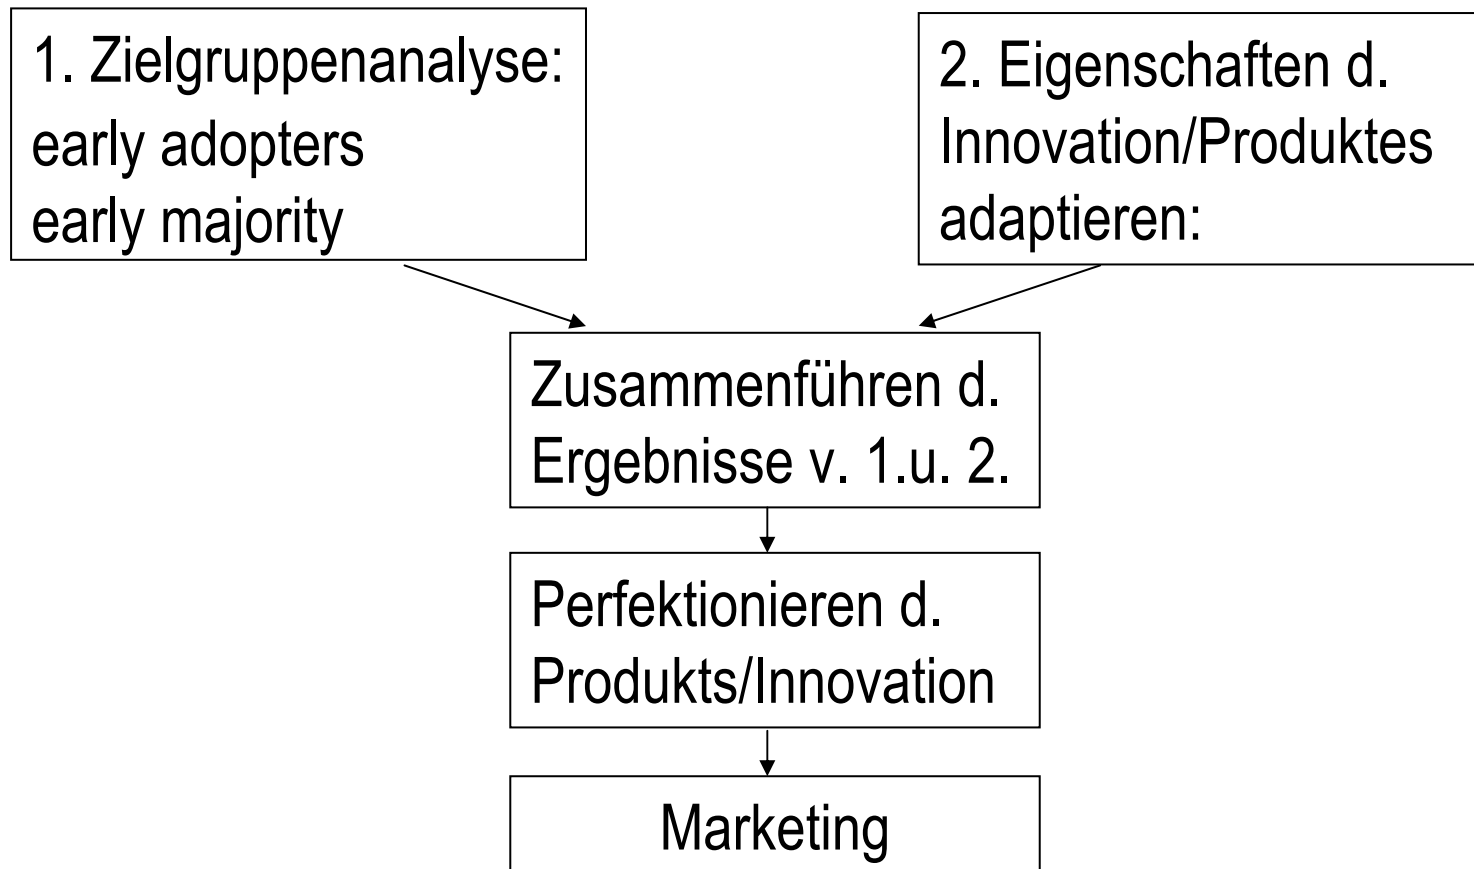 1. Zielgruppenanalyse:
early adopters
early majority
2. Eigenschaften d.
Innovation/Produktes
adaptieren:
Zusammenführen d.
Ergebnisse v. 1.u. 2.
Perfektionieren d.
Produkts/Innovation
Marketing